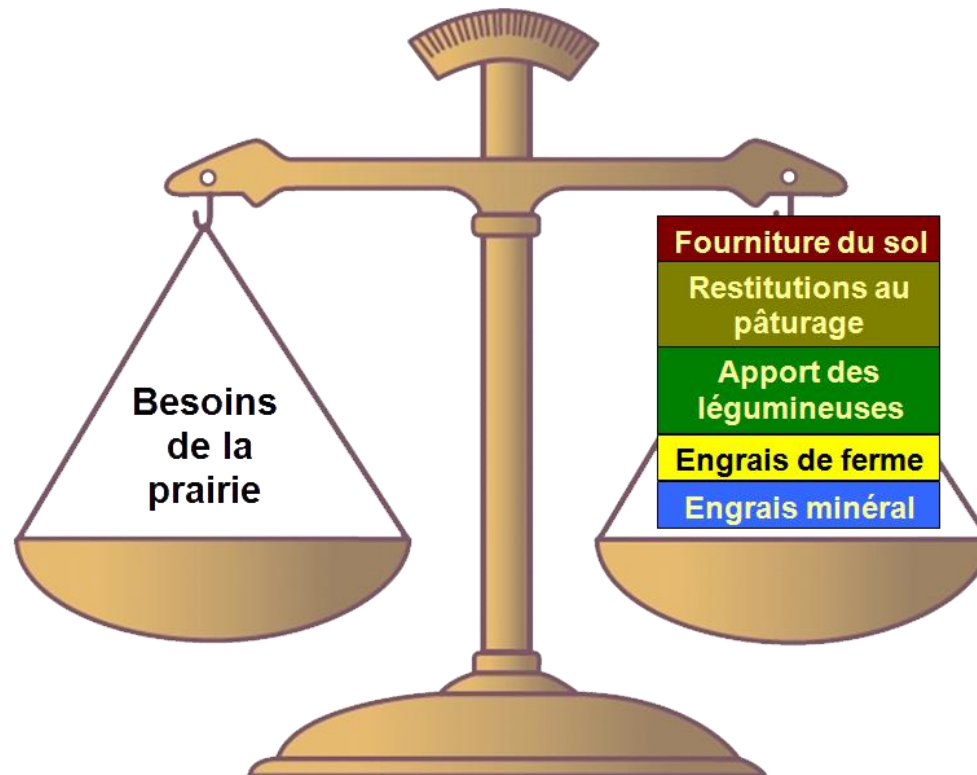 Besoins
de la
prairie
Fourniture du sol
Restitutions au
pâturage
Apport des
légumineuses
Engrais de ferme
Engrais minéral